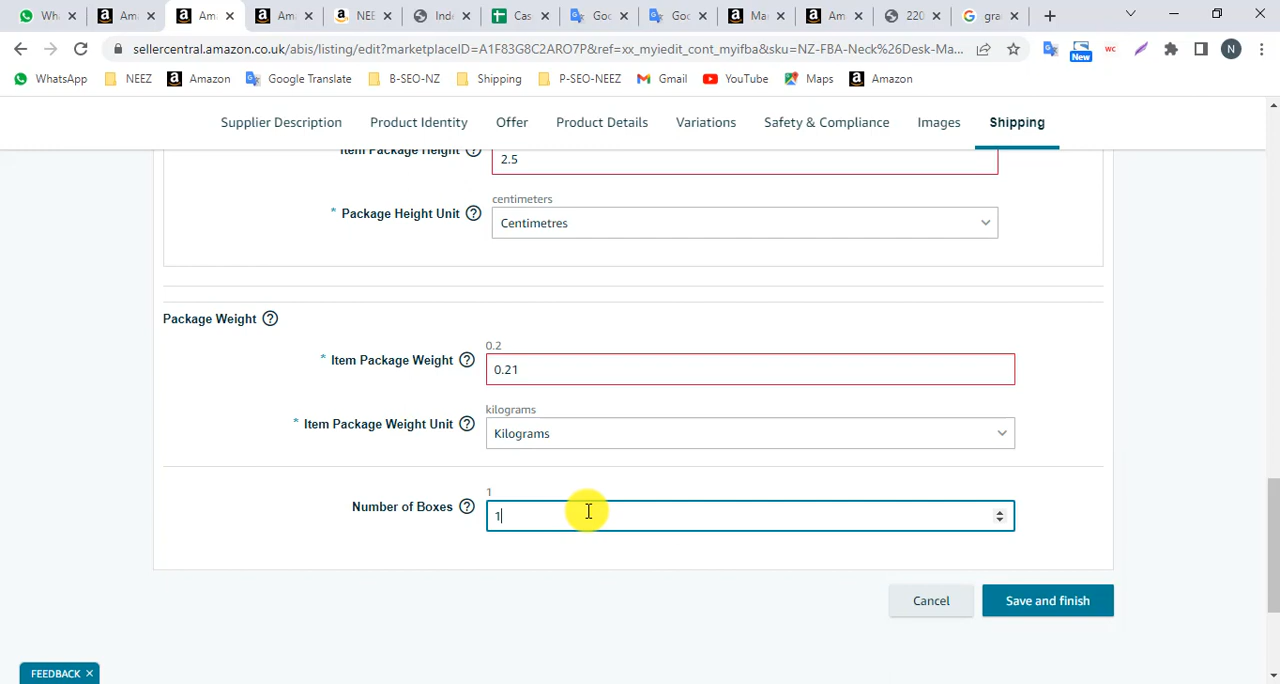 Wha
Am
Am
Am
NEE
Ind
Cas
Goo
Goo
Ma
Am
220
gra
sellercentral.amazon.co.uk/abis/listing/edit?marketplaceID=A1F83G8C2ARO7P&ref=xx_myiedit_cont_myifba&sku=NZ-FBA-Neck%26Desk-Ma...
New
WC
N
WhatsApp
NEEZ
Amazon
Google Translate
B-SEO-NZ
Shipping
P-SEO-NEEZ
Gmail
YouTube
Maps
Amazon
Supplier Description
Product Identity
Offer
Product Details
Variations
Safety & Compliance
Images
Shipping
Item Package Height
2.5
centimeters
* Package Height Unit
Centimetres
Package Weight
0.2
* Item Package Weight
0.21
kilograms
* Item Package Weight Unit
Kilograms
1
Number of Boxes
1
Cancel
Save and finish
FEEDBACK